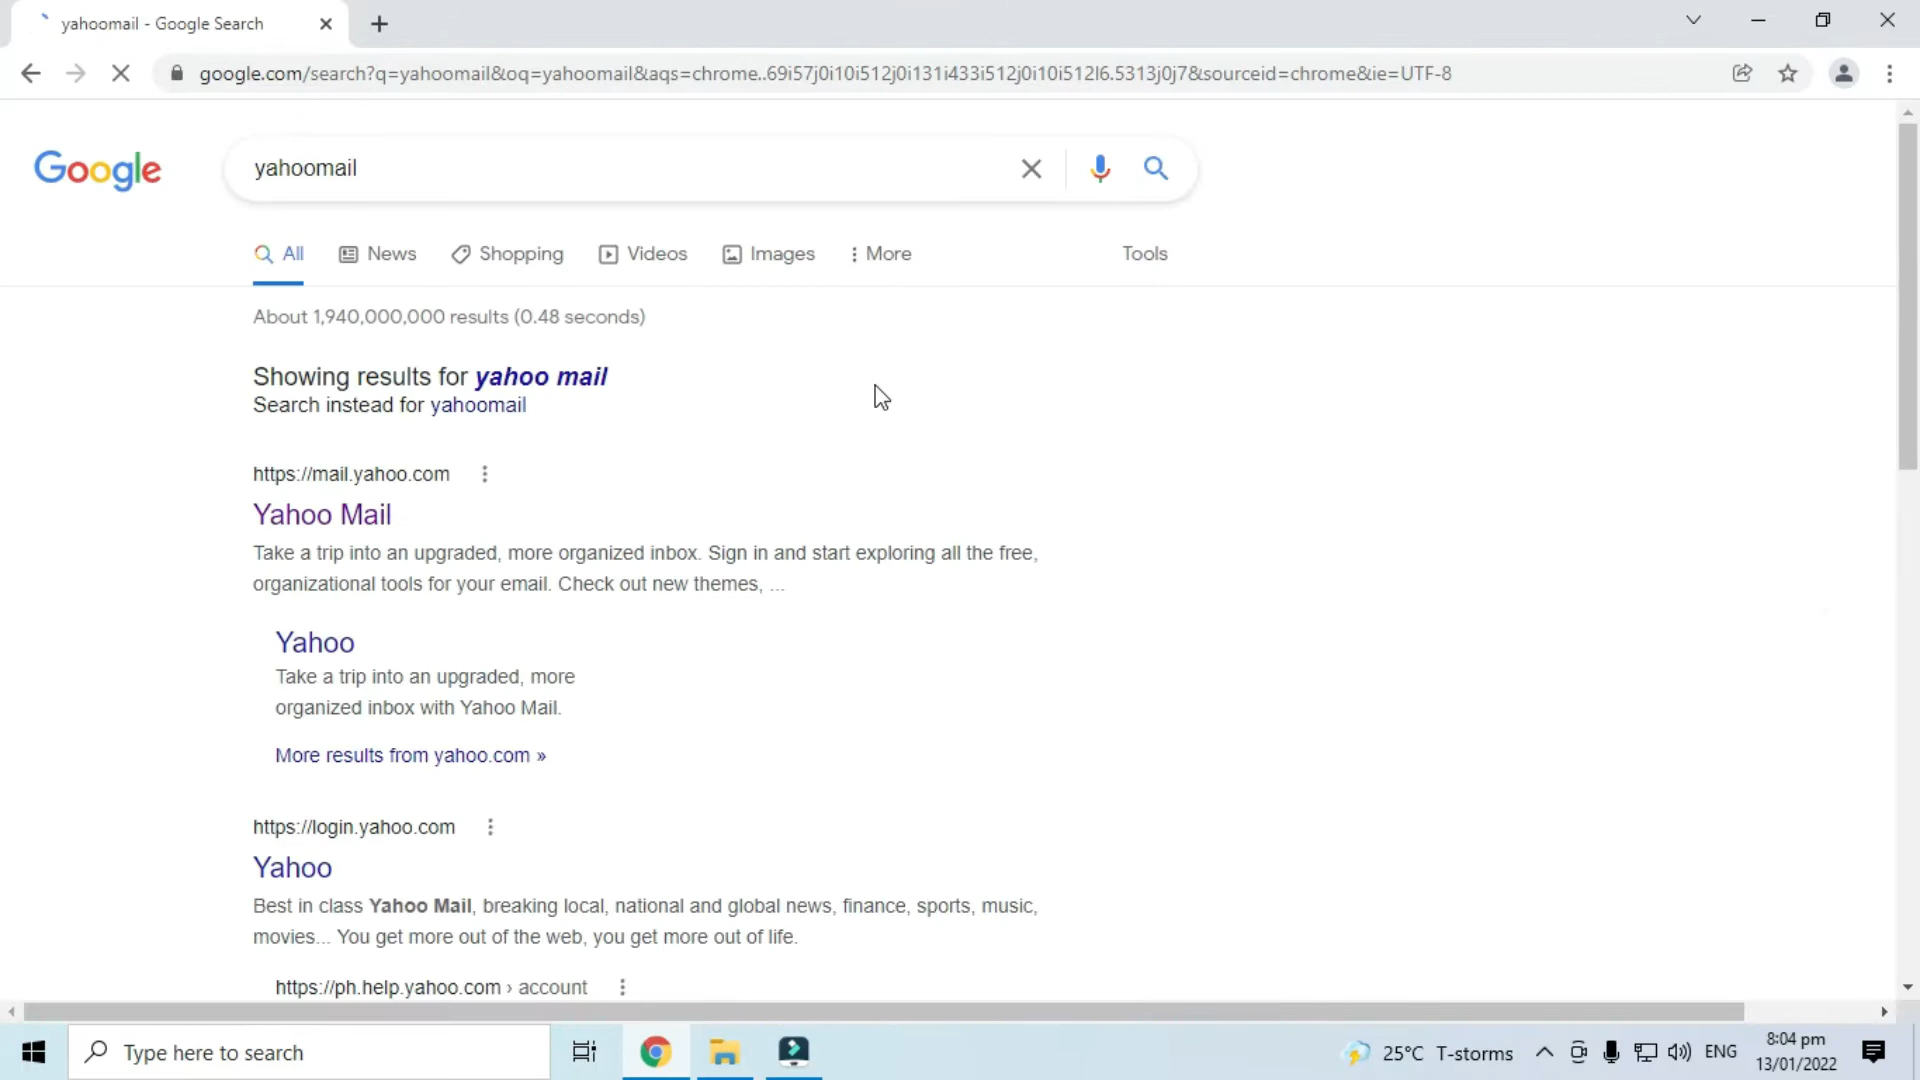 yahoomail - Google Search
google.com/search?q=yahoomail&oq=yahoomail&aqs=chrome..69i57j0i10i512j0i131i433i512j0i10i512l6.5313j0j7&sourceid=chrome&ie=UTF-8
Google
yahoomail
All News Shopping Videos Images More Tools
About 1,940,000,000 results (0.48 seconds)
Showing results for yahoo mail
Search instead for yahoomail
https://mail.yahoo.com
Yahoo Mail
Take a trip into an upgraded, more organized inbox. Sign in and start exploring all the free,
organizational tools for your email. Check out new themes, ...
Yahoo
Take a trip into an upgraded, more
organized inbox with Yahoo Mail.
More results from yahoo.com »
https://login.yahoo.com
Yahoo
Best in class Yahoo Mail, breaking local, national and global news, finance, sports, music,
movies... You get more out of the web, you get more out of life.
https://ph.help.yahoo.com › account
Type here to search
25°C T-storms
ENG
8:04 pm
13/01/2022